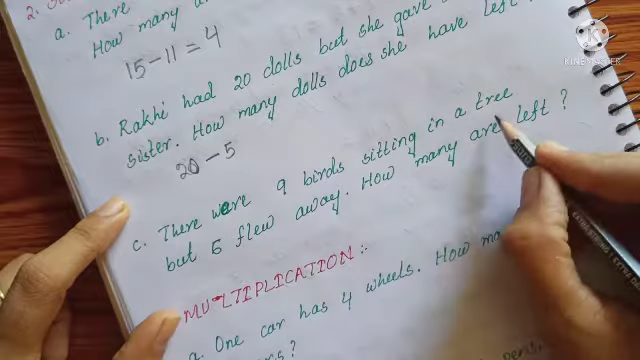 2.
a. There
How many
15 - 11 = 4
b. Rakhi had 20 dolls but she gave
sister. How many dolls does she have left
20 - 5
c. There were 9 birds sitting in a tree
but 5 flew away. How many are left ?
MULTIPLICATION :-
a. One car has 4 wheels. How
KINEMASTER